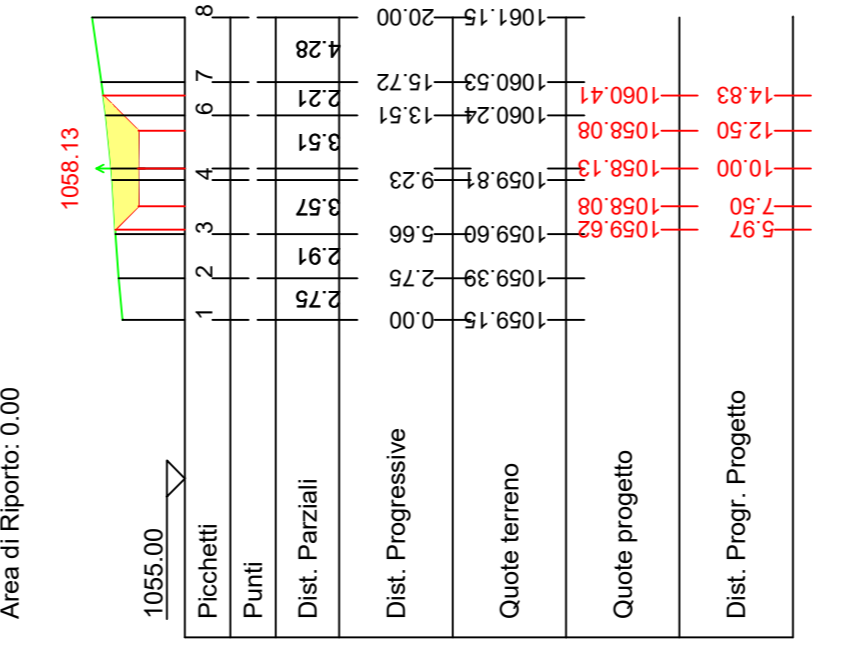 Area di Riporto: 0.00
1058.13
1055.00
Picchetti 1 2 3 4 6 7 8
Punti
Dist. Parziali 2.75 2.91 3.57 3.51 2.21 4.28
Dist. Progressive 0.00 2.75 5.66 9.23 13.51 15.72 20.00
Quote terreno 1059.15 1059.39 1059.60 1059.81 1060.24 1060.53 1061.15
Quote progetto 1059.62 1058.08 1058.13 1058.08 1060.41
Dist. Progr. Progetto 5.97 7.50 10.00 12.50 14.83